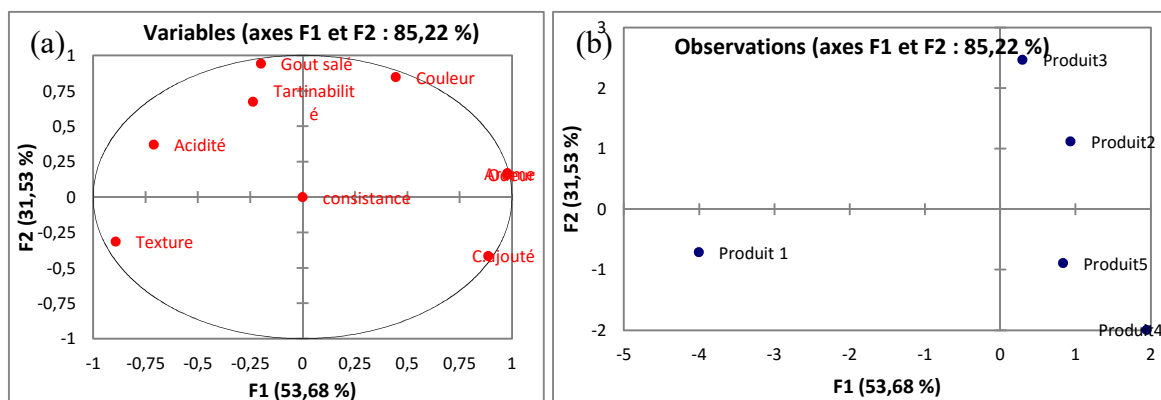 (a)
Variables (axes F1 et F2 : 85,22 %)
1
0,75
0,5
0,25
0
-0,25
-0,5
-0,75
-1
F2 (31,53 %)
Gout salé
Couleur
Tartinabilit
é
Acidité
Arôme
consistance
Texture
C.ajouté
-1
-0,75
-0,5
-0,25
0
0,25
0,5
0,75
1
F1 (53,68 %)
(b)
Observations (axes F1 et F2 : 85,22 %)
3
2
1
0
-1
-2
F2 (31,53 %)
Produit3
Produit2
Produit 1
Produit5
Produit4
-5
-4
-3
-2
-1
0
1
2
F1 (53,68 %)